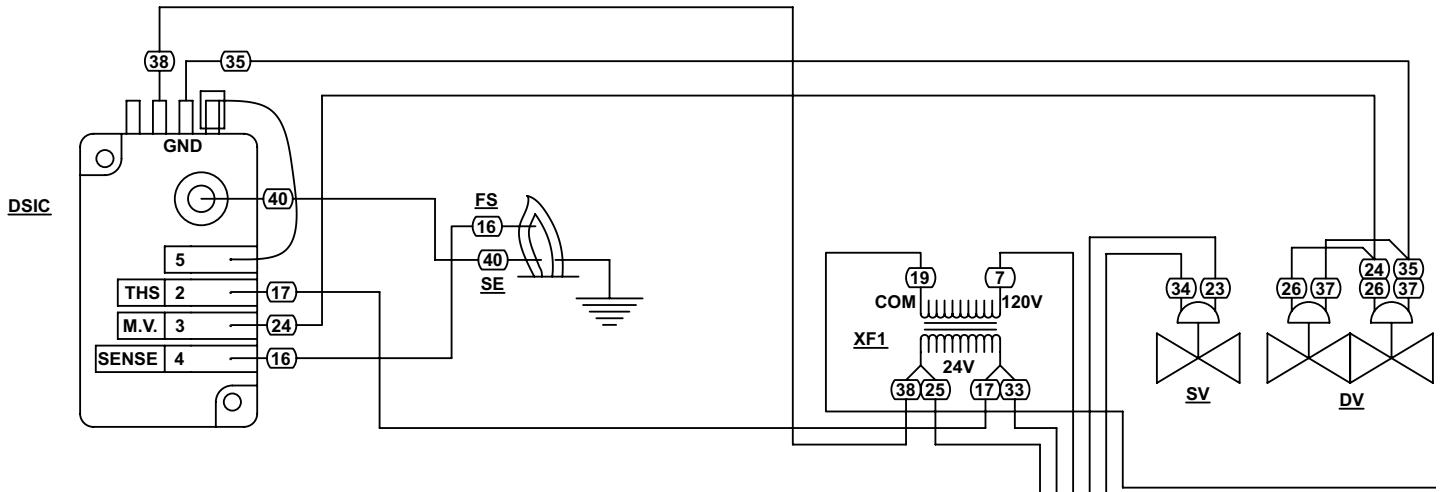 38 35
GND
DSIC
40
FS
16
5
40
SE
THS 2 17
M.V. 3 24
SENSE 4 16
19 7
COM 120V
XF1
24V
38 25 17 33
34 23
SV
26 37
24 35
26 37
DV